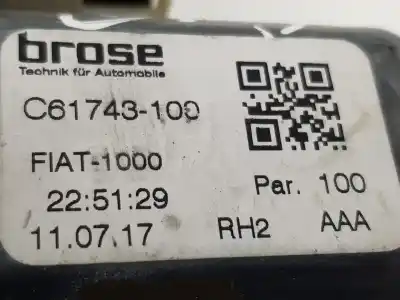 brose
Technik für Automobile
C61743-100
FIAT-1000
22:51:29
Par. 100
11.07.17
RH2
AAA